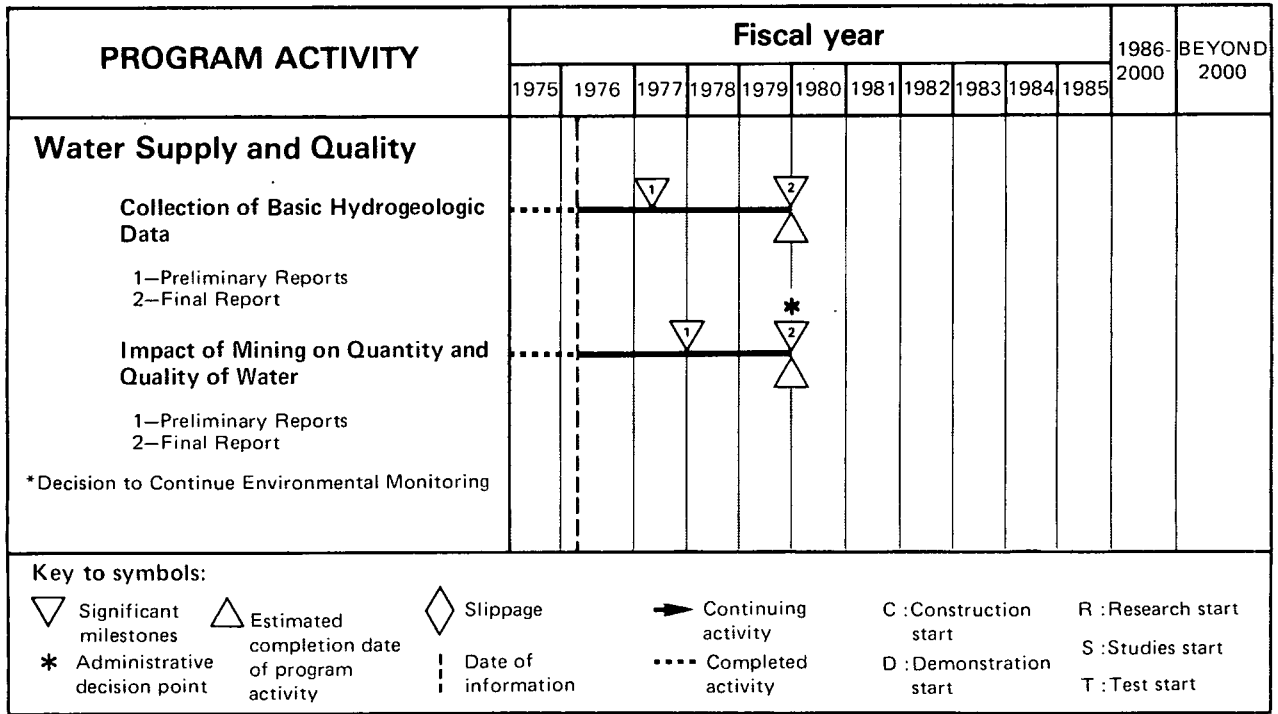 PROGRAM ACTIVITY
Fiscal year
1975 1976 1977 1978 1979 1980 1981 1982 1983 1984 1985
1986-
2000
BEYOND
2000
Water Supply and Quality
Collection of Basic Hydrogeologic
Data
1 2
1—Preliminary Reports
2—Final Report
*
Impact of Mining on Quantity and
Quality of Water
1 2
1—Preliminary Reports
2—Final Report
*Decision to Continue Environmental Monitoring
Key to symbols:
Significant
milestones
* Administrative
decision point
Estimated
completion date
of program
activity
Slippage
Date of
information
Continuing
activity
Completed
activity
C :Construction
start
D :Demonstration
start
R :Research start
S :Studies start
T :Test start